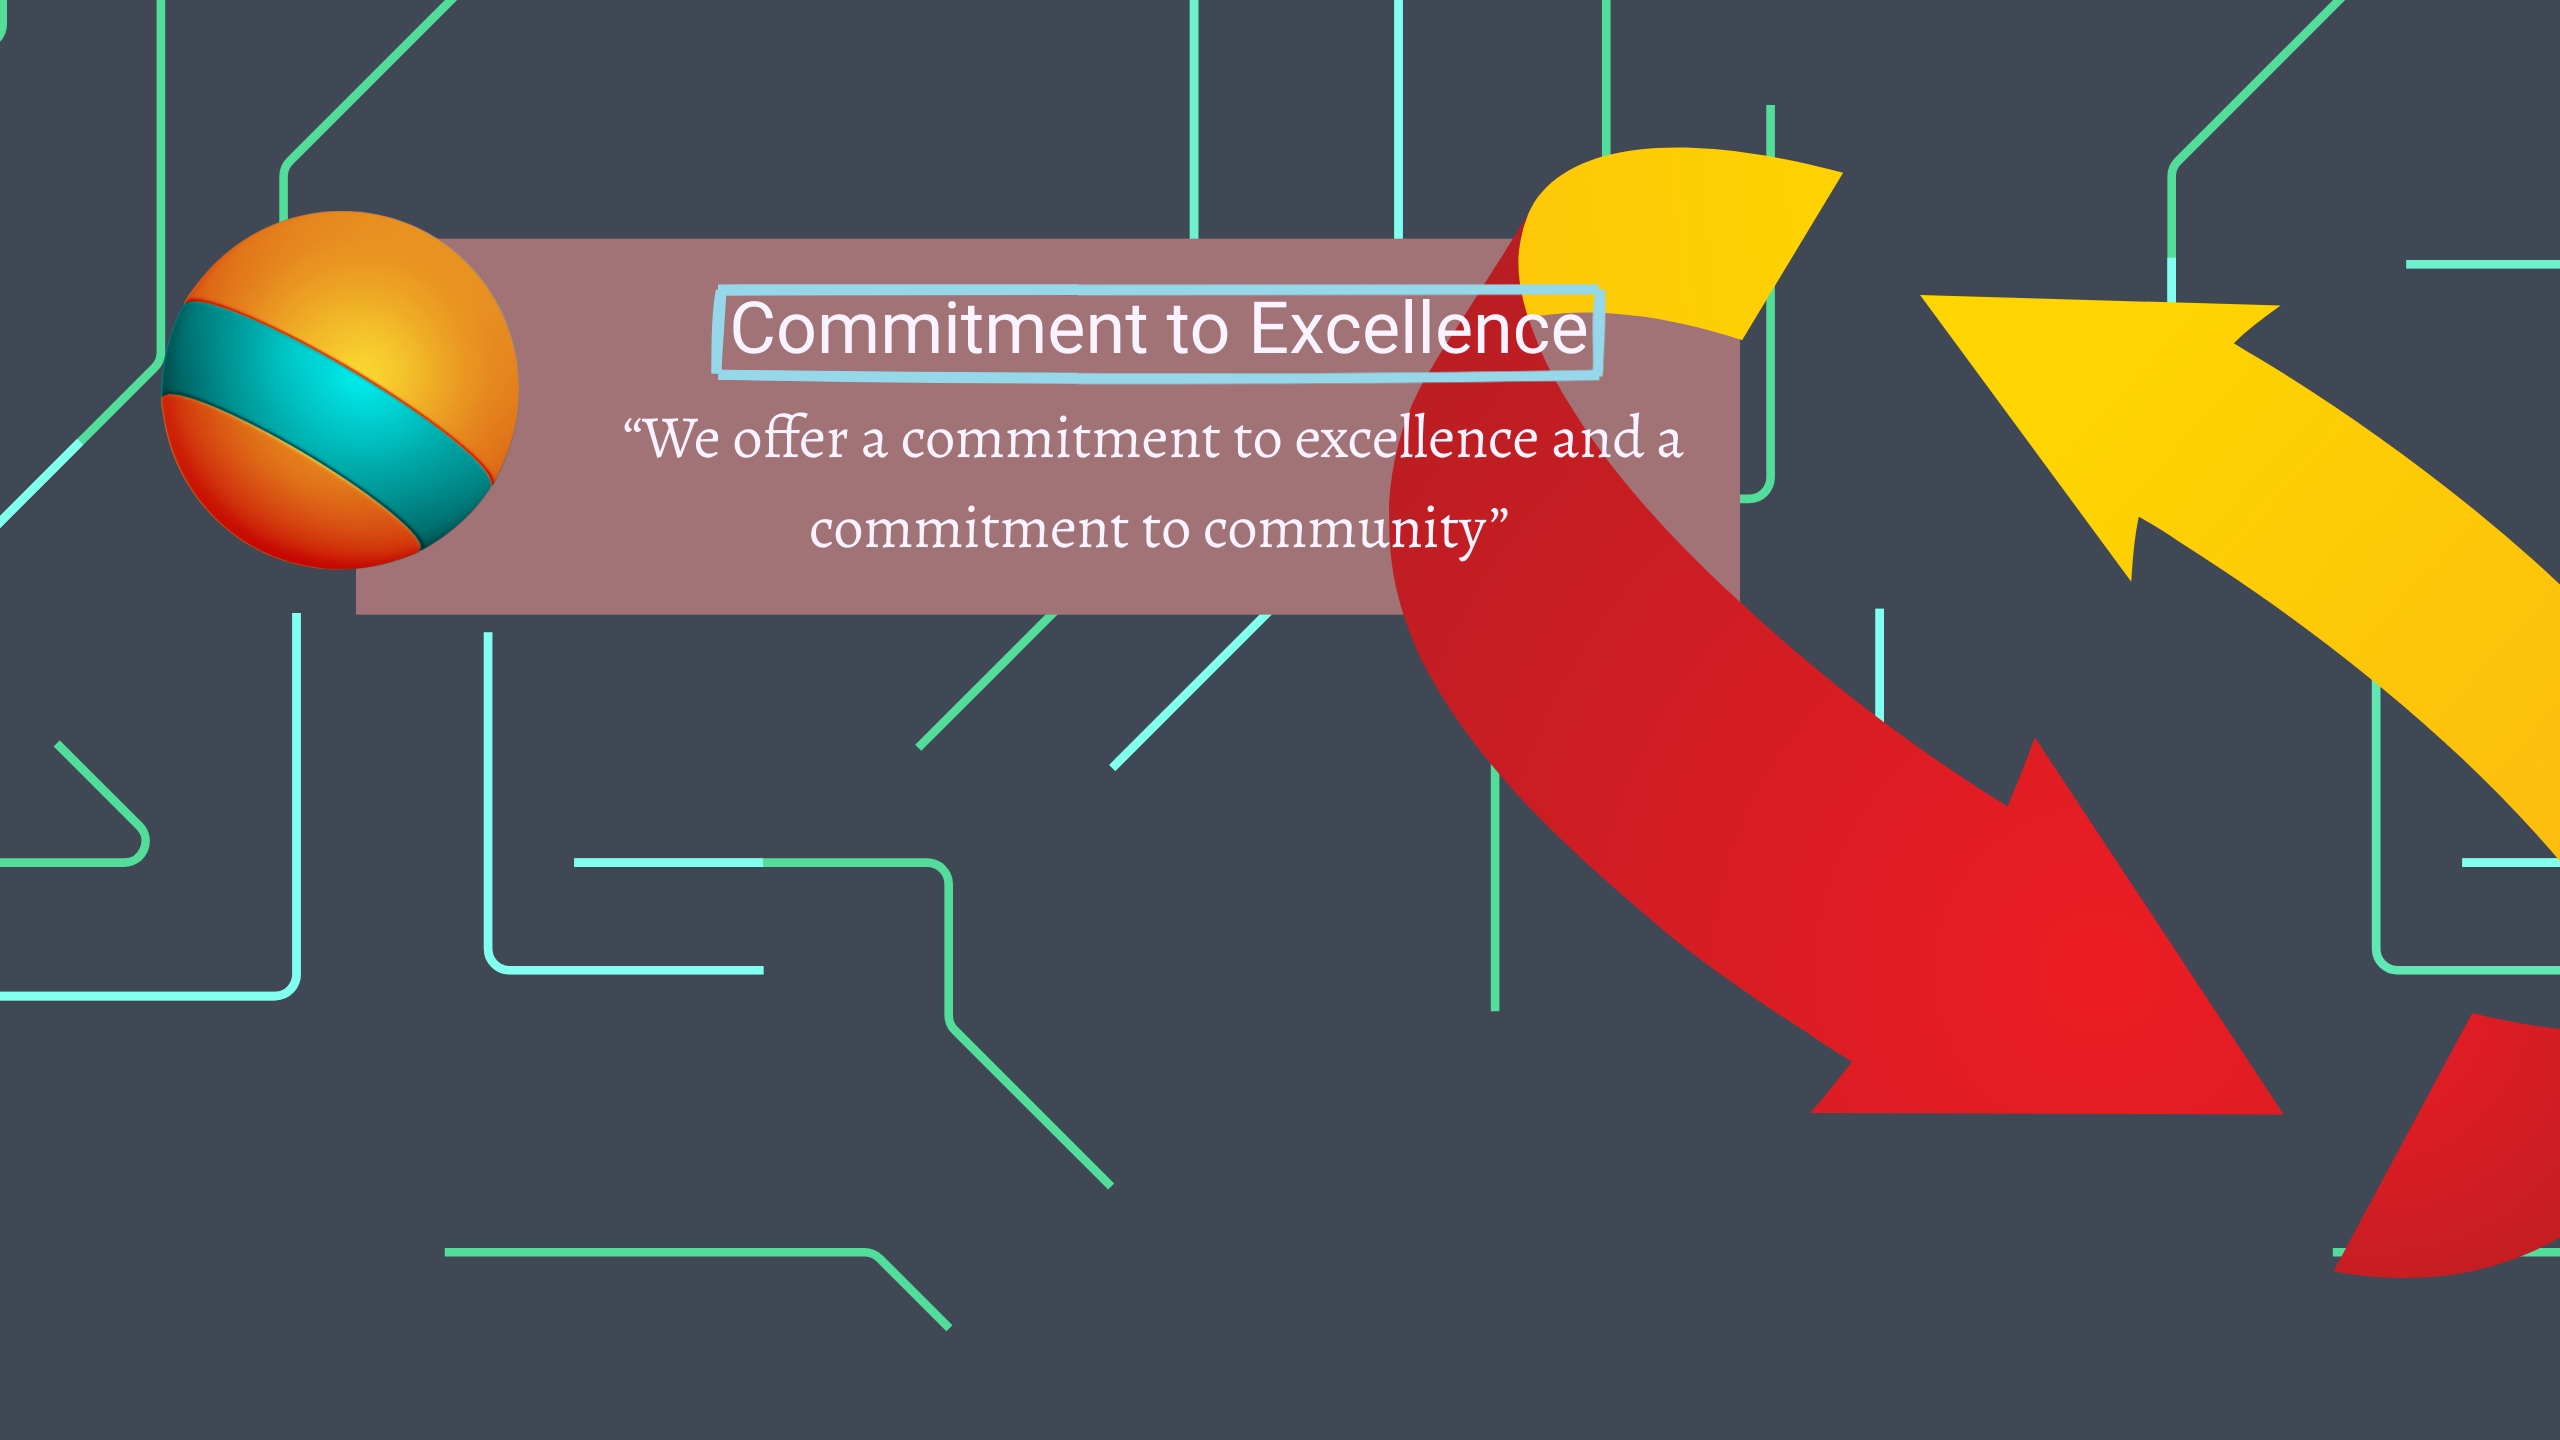 Commitment to Excellence
“We offer a commitment to excellence and a
commitment to community”